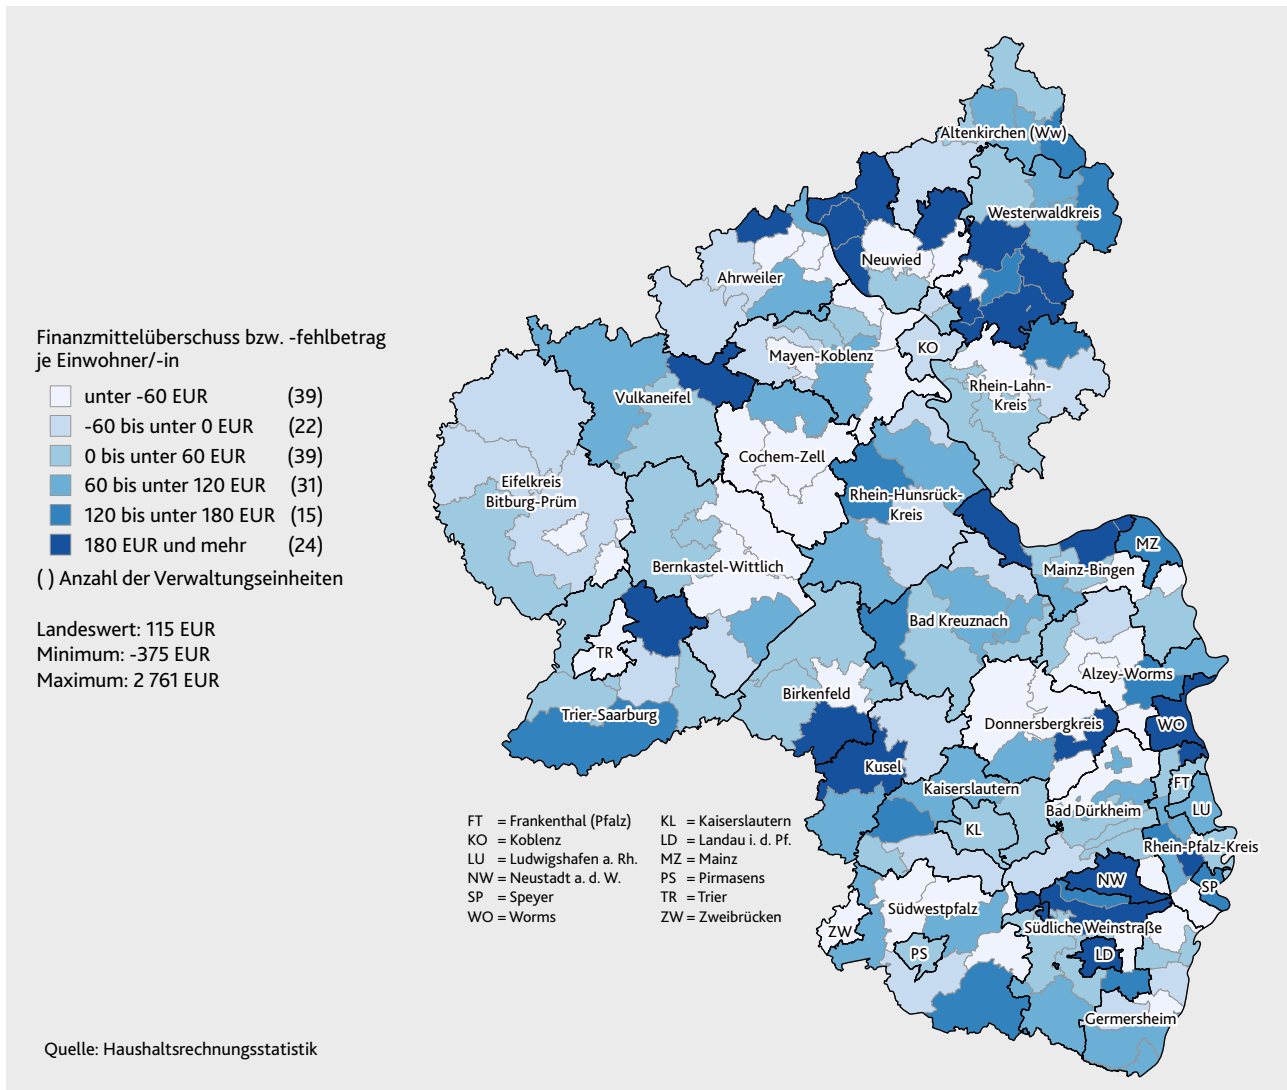 Finanzmittelüberschuss bzw. -fehlbetrag
je Einwohner/-in
unter -60 EUR (39)
-60 bis unter 0 EUR (22)
0 bis unter 60 EUR (39)
60 bis unter 120 EUR (31)
120 bis unter 180 EUR (15)
180 EUR und mehr (24)
( ) Anzahl der Verwaltungseinheiten
Landeswert: 115 EUR
Minimum: -375 EUR
Maximum: 2 761 EUR
Altenkirchen (Ww)
Westerwaldkreis
Neuwied
Ahrweiler
Mayen-Koblenz
KO
Rhein-Lahn-
Kreis
Vulkaneifel
Cochem-Zell
Eifelkreis
Bitburg-Prüm
Rhein-Hunsrück-
Kreis
MZ
Mainz-Bingen
Bernkastel-Wittlich
Bad Kreuznach
TR
Alzey-Worms
Birkenfeld
Trier-Saarburg
Donnersbergkreis
WO
Kusel
Kaiserslautern
FT
Bad Dürkheim
LU
KL
Rhein-Pfalz-Kreis
NW
SP
Südwestpfalz
ZW
Südliche Weinstraße
PS
LD
Germersheim
FT = Frankenthal (Pfalz)
KO = Koblenz
LU = Ludwigshafen a. Rh.
NW = Neustadt a. d. W.
SP = Speyer
WO = Worms
KL = Kaiserslautern
LD = Landau i. d. Pf.
MZ = Mainz
PS = Pirmasens
TR = Trier
ZW = Zweibrücken
Quelle: Haushaltsrechnungsstatistik